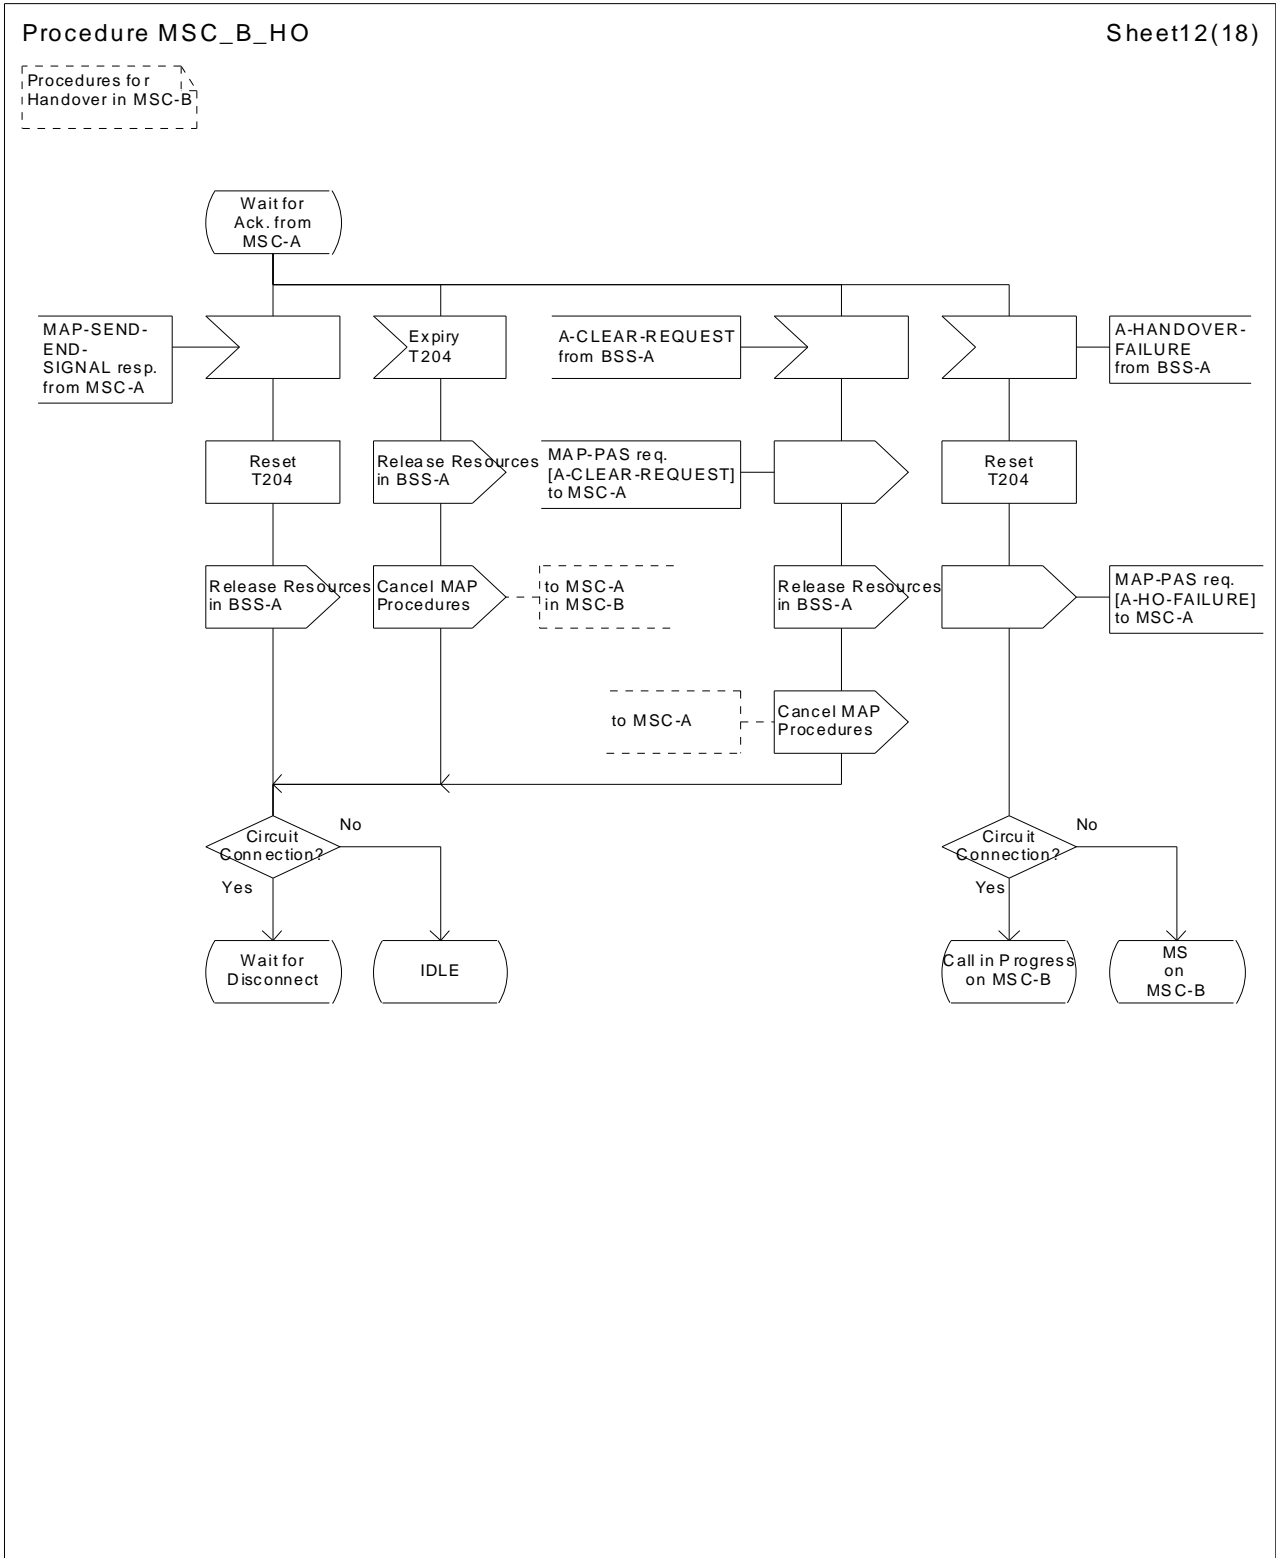 Procedure MSC_B_HO
Sheet12(18)
Procedures for
Handover in MSC-B
Wait for
Ack. from
MSC-A
MAP-SEND-
END-
SIGNAL resp.
from MSC-A
Expiry
T204
A-CLEAR-REQUEST
from BSS-A
A-HANDOVER-
FAILURE
from BSS-A
Reset
T204
Release Resources
in BSS-A
MAP-PAS req.
[A-CLEAR-REQUEST]
to MSC-A
Reset
T204
Release Resources
in BSS-A
Cancel MAP
Procedures
to MSC-A
in MSC-B
Release Resources
in BSS-A
MAP-PAS req.
[A-HO-FAILURE]
to MSC-A
to MSC-A
Cancel MAP
Procedures
Circuit
Connection?
No
Yes
Circuit
Connection?
No
Yes
Wait for
Disconnect
IDLE
Call in Progress
on MSC-B
MS
on
MSC-B